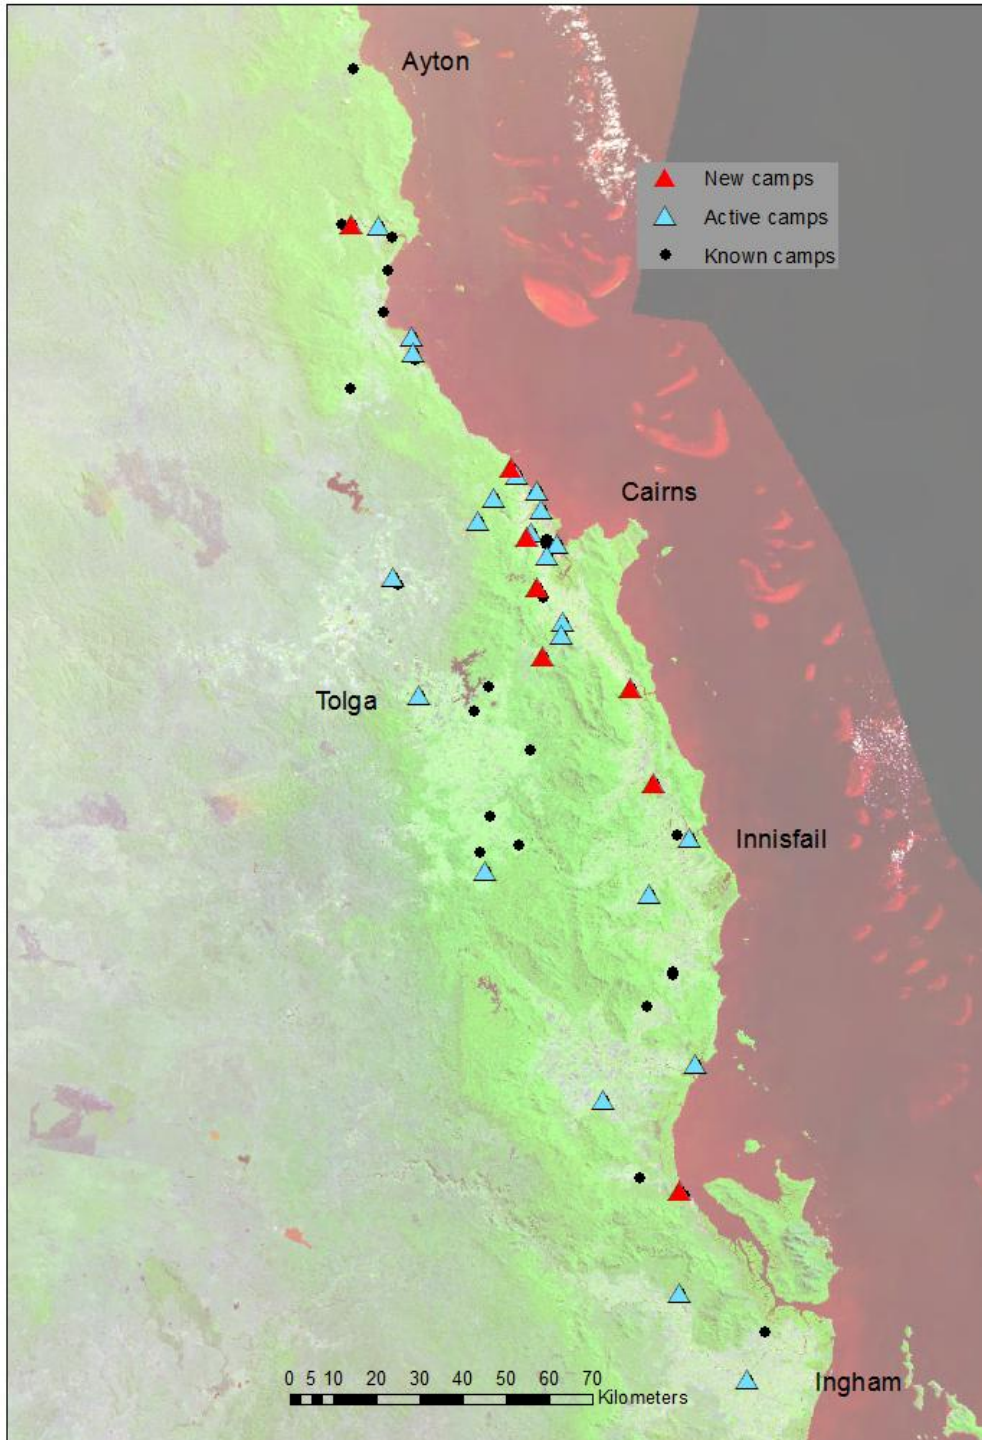 Ayton
New camps
Active camps
Known camps
Cairns
Tolga
Innisfail
0 5 10 20 30 40 50 60 70
Kilometers
Ingham